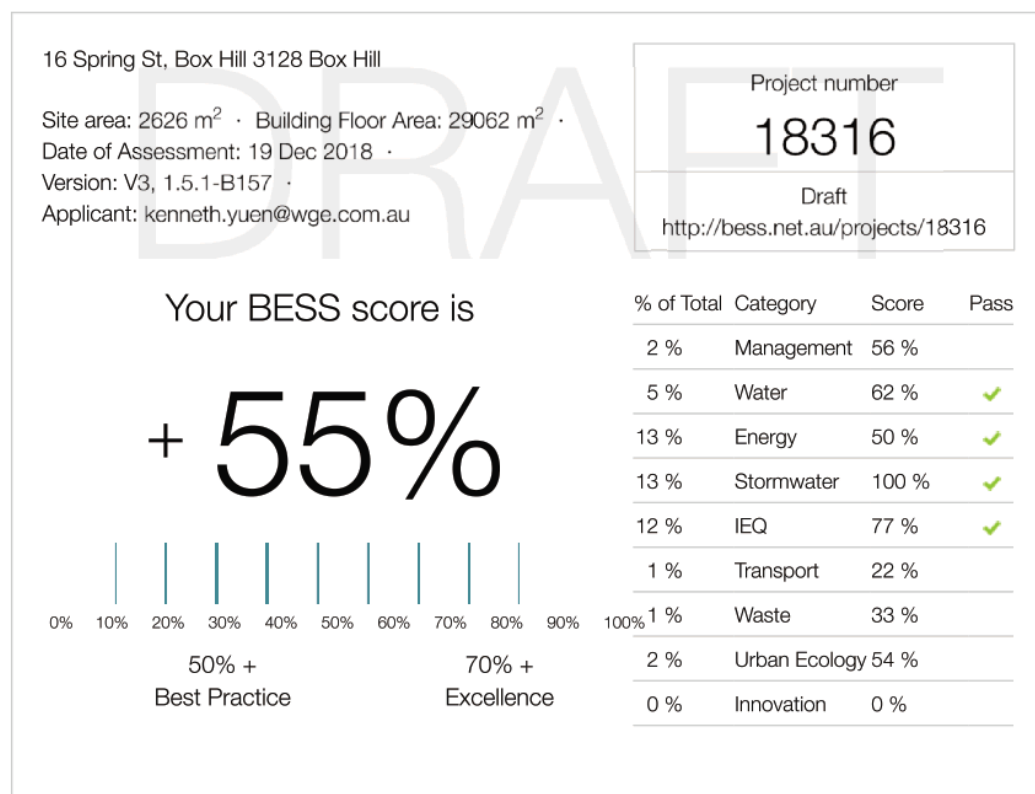 16 Spring St, Box Hill 3128 Box Hill
Site area: 2626 m² · Building Floor Area: 29062 m² ·
Date of Assessment: 19 Dec 2018 ·
Version: V3, 1.5.1-B157 ·
Applicant: kenneth.yuen@wge.com.au
DRAFT
Project number
18316
Draft
http://bess.net.au/projects/18316
Your BESS score is
+ 55%
0% 10% 20% 30% 40% 50% 60% 70% 80% 90% 100%
50% +
Best Practice
70% +
Excellence
% of Total Category Score Pass
2 % Management 56 %
5 % Water 62 % ✔
13 % Energy 50 % ✔
13 % Stormwater 100 % ✔
12 % IEQ 77 % ✔
1 % Transport 22 %
1 % Waste 33 %
2 % Urban Ecology 54 %
0 % Innovation 0 %